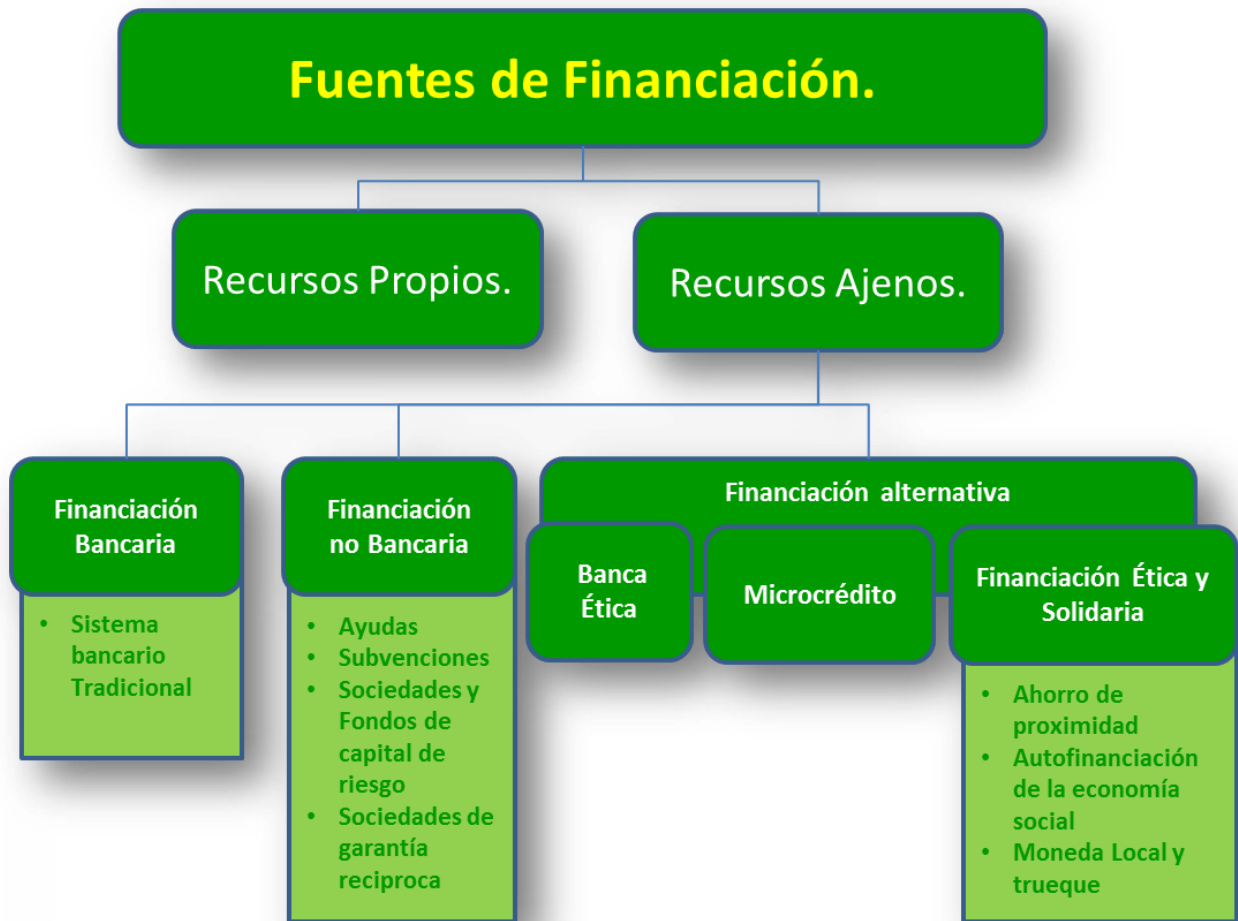 Fuentes de Financiación.
Recursos Propios.
Recursos Ajenos.
Financiación
Bancaria
• Sistema
bancario
Tradicional
Financiación
no Bancaria
• Ayudas
• Subvenciones
• Sociedades y
Fondos de
capital de
riesgo
• Sociedades de
garantía
reciproca
Financiación alternativa
Banca
Ética
Microcrédito
Financiación Ética y
Solidaria
• Ahorro de
proximidad
• Autofinanciación
de la economía
social
• Moneda Local y
trueque